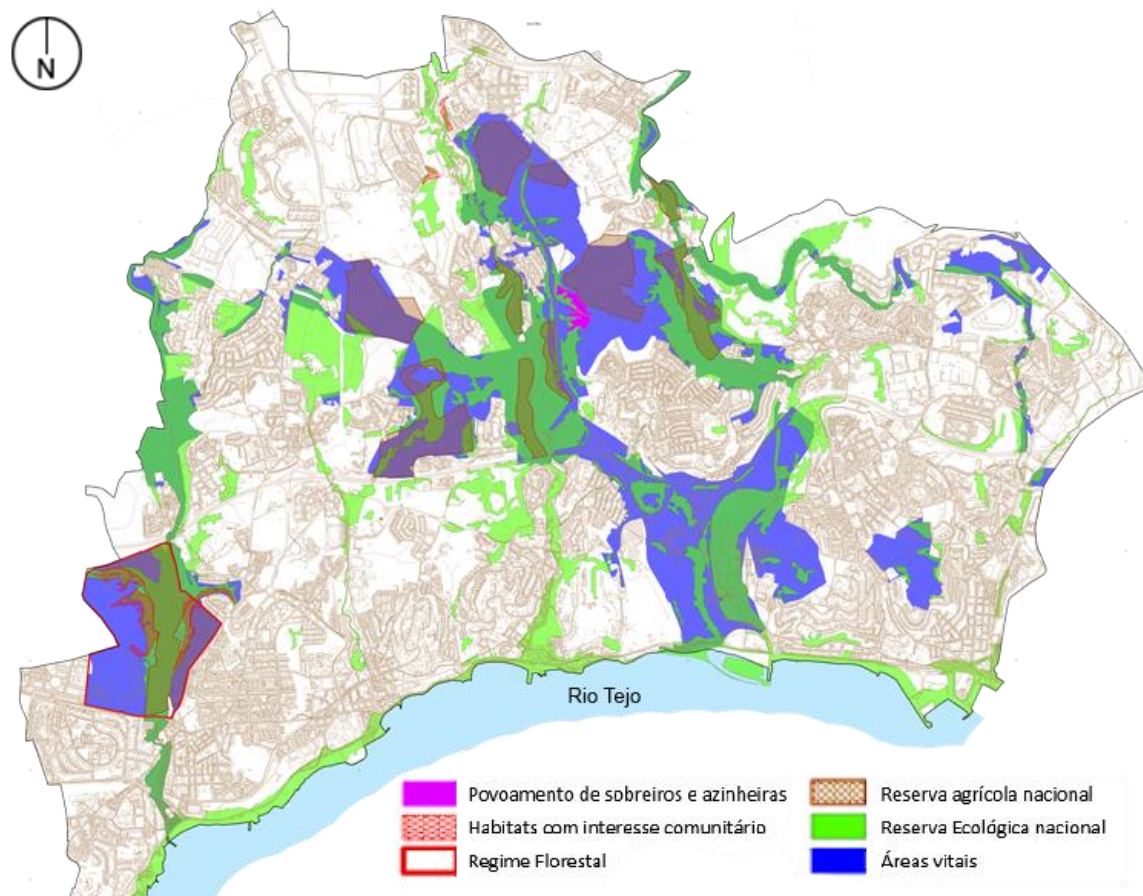 N
Rio Tejo
Povoamento de sobreiros e azinheiras
Habitats com interesse comunitário
Regime Florestal
Reserva agrícola nacional
Reserva Ecológica nacional
Áreas vitais